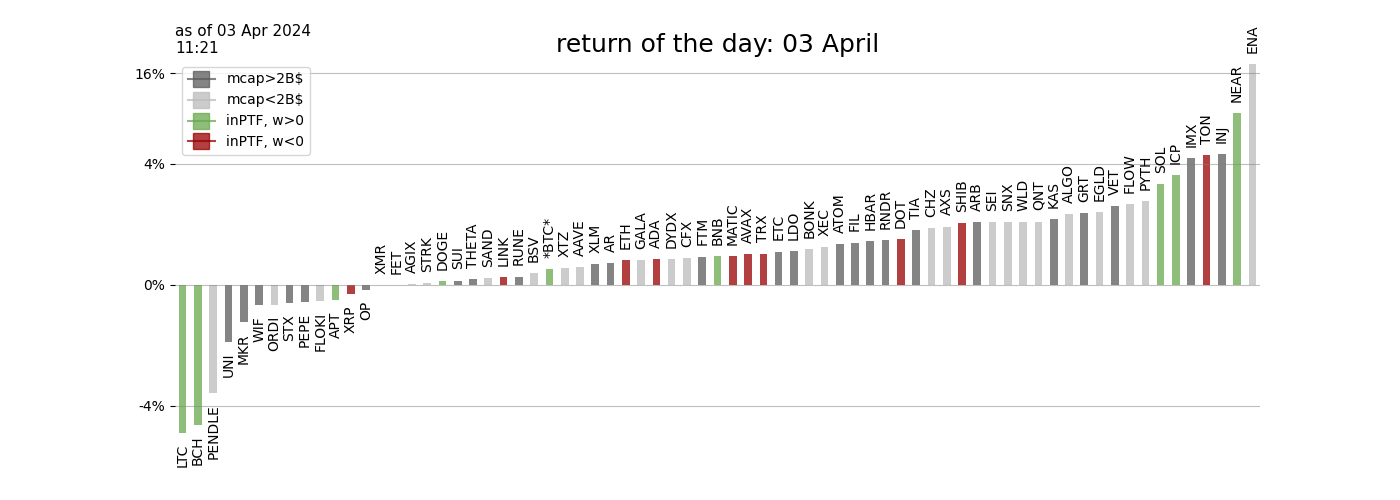 as of 03 Apr 2024
11:21
return of the day: 03 April
mcap>2B$
mcap<2B$
inPTF, w>0
inPTF, w<0
16%
4%
0%
-4%
LTC
BCH
PENDLE
UNI
MKR
WIF
ORDI
STX
PEPE
FLOKI
APT
XRP
OP
XMR
FET
AGIX
STRK
DOGE
SUI
THETA
SAND
LINK
RUNE
BSV
*BTC*
XTZ
AAVE
XLM
AR
ETH
GALA
ADA
DYDX
CFX
FTM
BNB
MATIC
AVAX
TRX
ETC
LDO
BONK
XEC
ATOM
FIL
HBAR
RNDR
DOT
TIA
CHZ
AXS
SHIB
ARB
SEI
SNX
WLD
QNT
KAS
ALGO
GRT
EGLD
VET
FLOW
PYTH
SOL
ICP
IMX
TON
INJ
NEAR
ENA